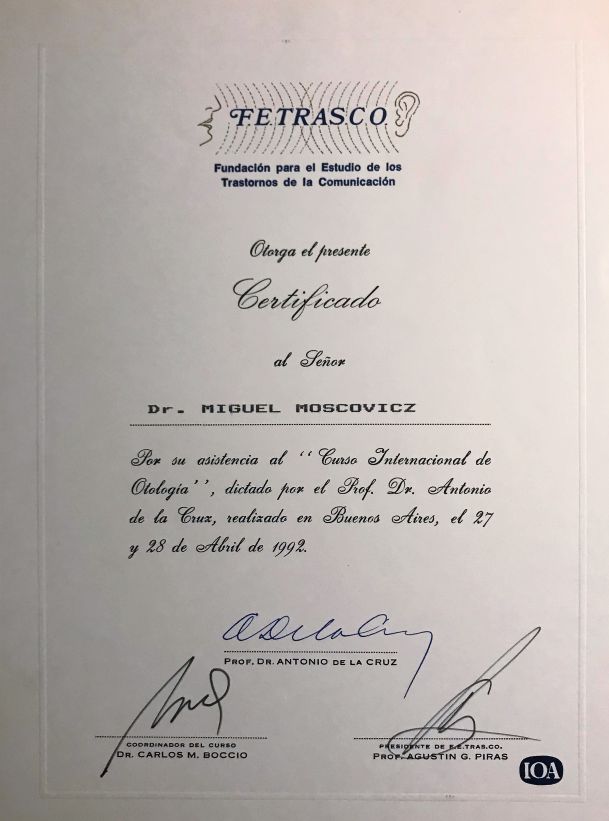 F.E.TRAS.CO.
Fundación para el Estudio de los
Trastornos de la Comunicación
Otorga el presente
Certificado
al Señor
Dr. MIGUEL MOSCOVICZ
Por su asistencia al ‘‘Curso Internacional de
Otología’’, dictado por el Prof. Dr. Antonio
de la Cruz, realizado en Buenos Aires, el 27
y 28 de Abril de 1992.
PROF. DR. ANTONIO DE LA CRUZ
COORDINADOR DEL CURSO
DR. CARLOS M. BOCCIO
PRESIDENTE DE F.E.TRAS.CO.
PROF. AGUSTIN G. PIRAS
IOA